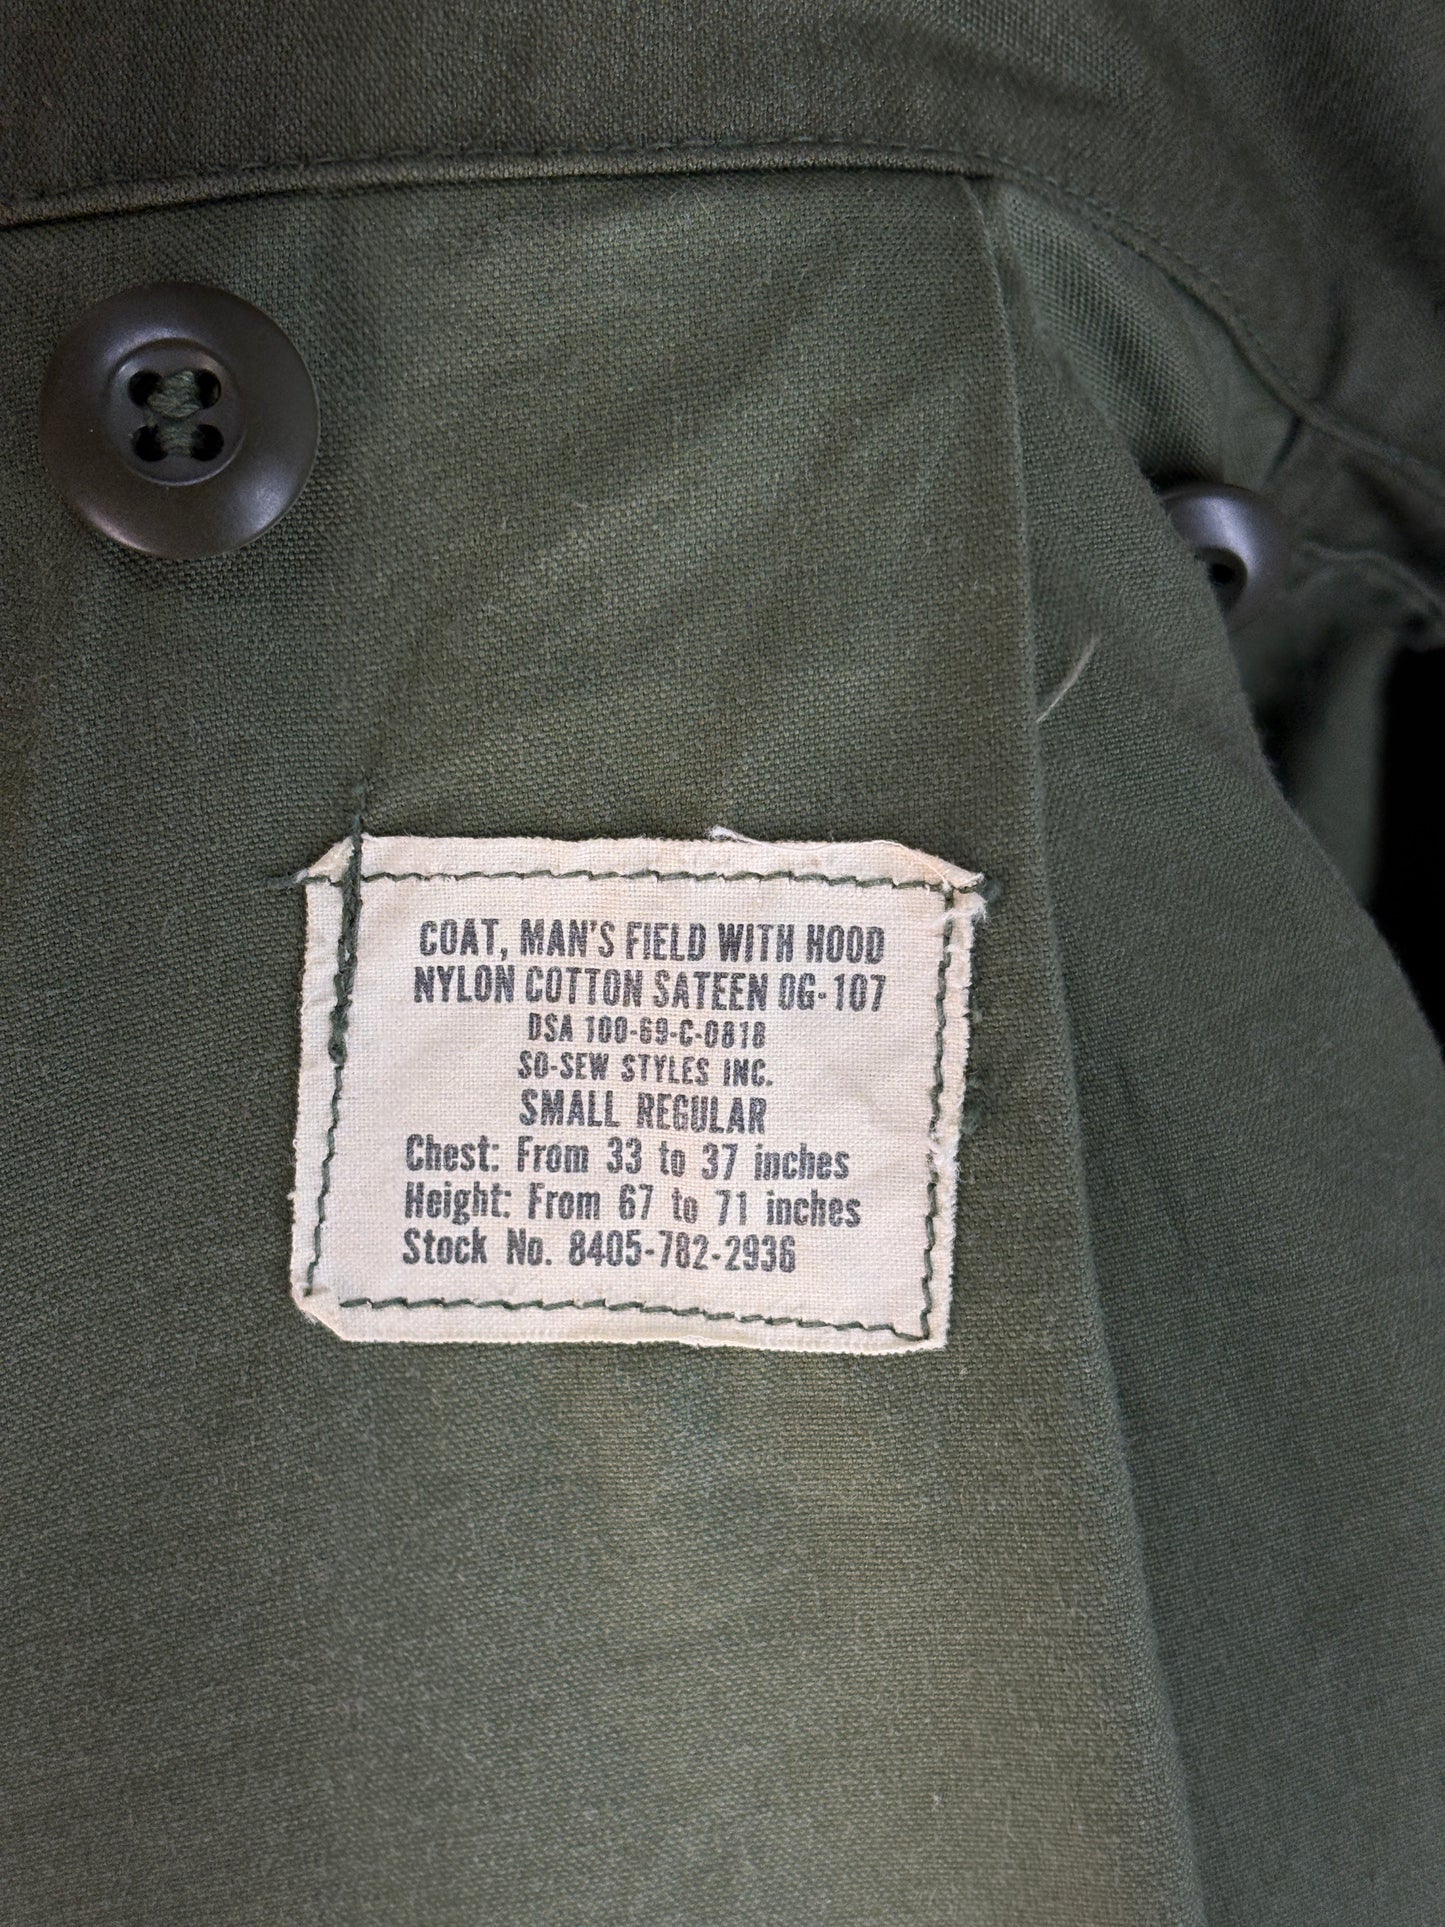 COAT, MAN'S FIELD WITH HOOD
NYLON COTTON SATEEN OG-107
DSA 100-69-C-0818
SO-SEW STYLES INC.
SMALL REGULAR
Chest: From 33 to 37 inches
Height: From 67 to 71 inches
Stock No. 8405-782-2936